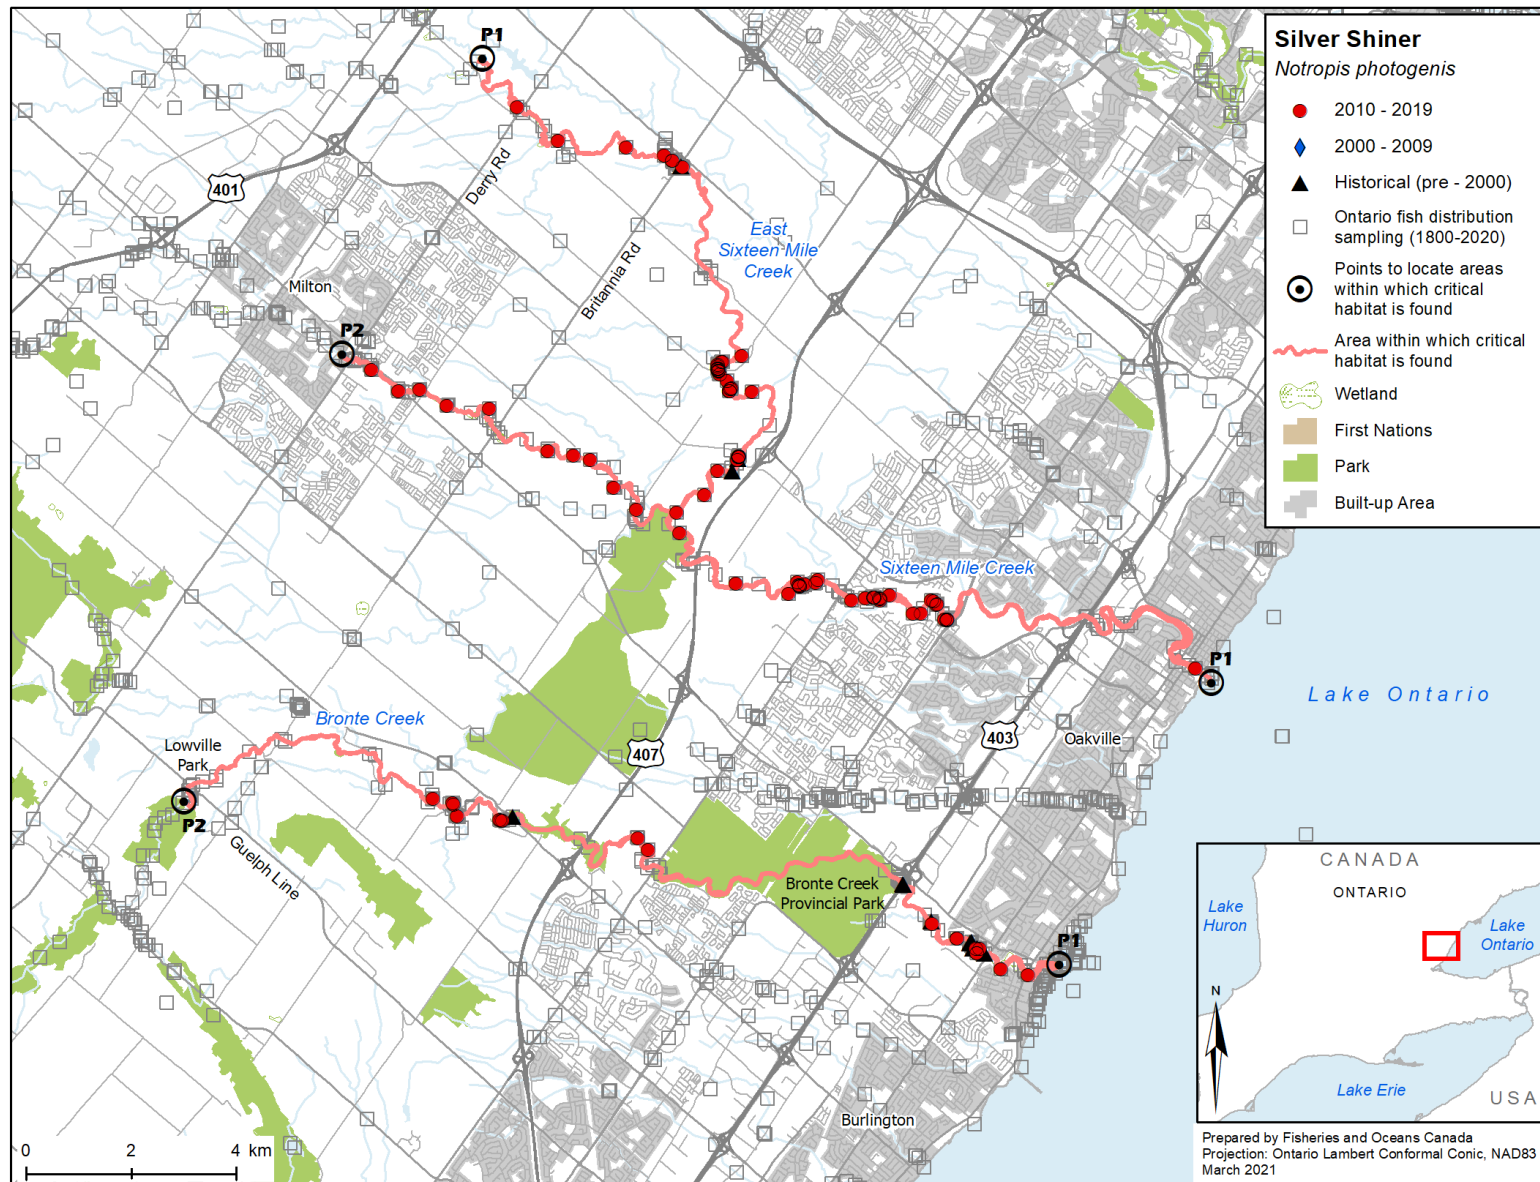 Silver Shiner
Notropis photogenis
2010 - 2019
2000 - 2009
Historical (pre - 2000)
Ontario fish distribution
sampling (1800-2020)
Points to locate areas
within which critical
habitat is found
Area within which critical
habitat is found
Wetland
First Nations
Park
Built-up Area
P1
401
Derry Rd
East
Sixteen Mile
Creek
Britannia Rd
Milton
P2
Sixteen Mile Creek
P1
Lake Ontario
Bronte Creek
Lowville
Park
407
403
Oakville
P2
Guelph Line
Bronte Creek
Provincial Park
P1
Burlington
0 2 4 km
CANADA
ONTARIO
Lake
Huron
Lake
Ontario
N
Lake Erie
USA
Prepared by Fisheries and Oceans Canada
Projection: Ontario Lambert Conformal Conic, NAD83
March 2021